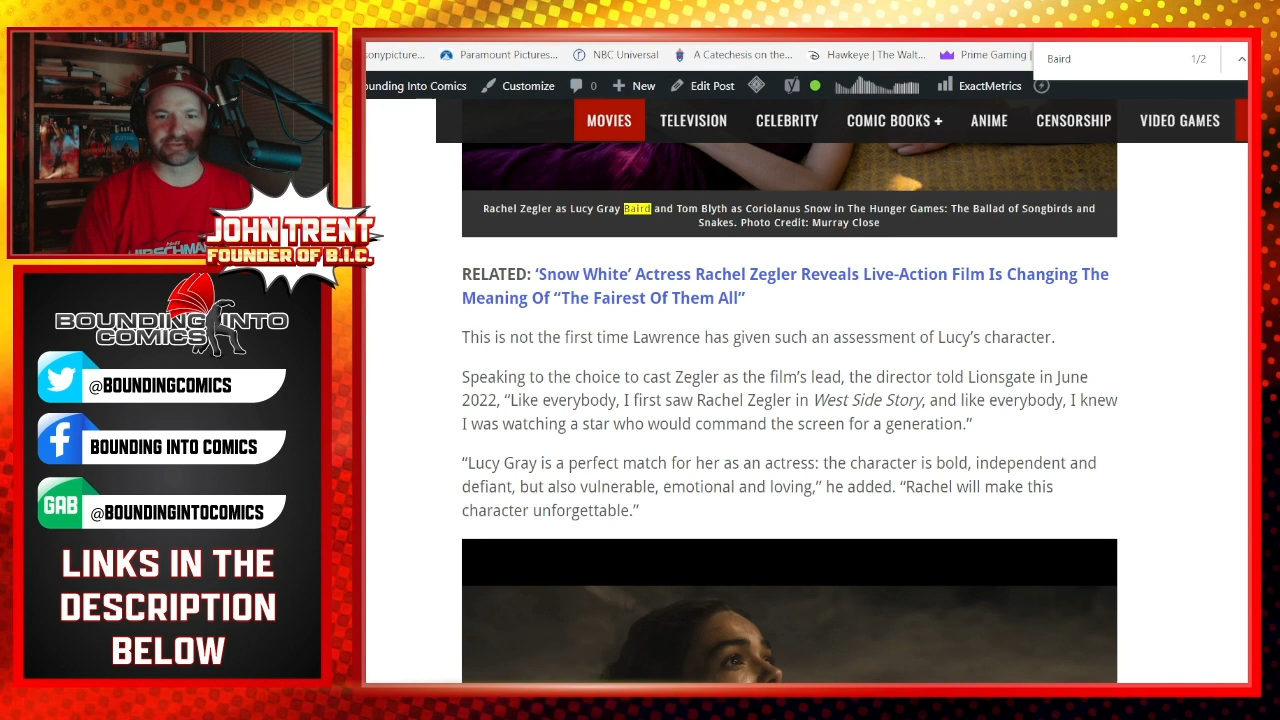 sonypicture...
Paramount Pictures...
NBC Universal
A Catechesis on the...
Hawkeye | The Walt...
Prime Gaming
Baird
1/2
ounding Into Comics
Customize
0
New
Edit Post
ExactMetrics
MOVIES
TELEVISION
CELEBRITY
COMIC BOOKS +
ANIME
CENSORSHIP
VIDEO GAMES
Rachel Zegler as Lucy Gray Baird and Tom Blyth as Coriolanus Snow in The Hunger Games: The Ballad of Songbirds and
Snakes. Photo Credit: Murray Close
RELATED: ‘Snow White’ Actress Rachel Zegler Reveals Live-Action Film Is Changing The
Meaning Of “The Fairest Of Them All”
This is not the first time Lawrence has given such an assessment of Lucy’s character.
Speaking to the choice to cast Zegler as the film’s lead, the director told Lionsgate in June
2022, “Like everybody, I first saw Rachel Zegler in West Side Story, and like everybody, I knew
I was watching a star who would command the screen for a generation.”
“Lucy Gray is a perfect match for her as an actress: the character is bold, independent and
defiant, but also vulnerable, emotional and loving,” he added. “Rachel will make this
character unforgettable.”
JOHN TRENT
FOUNDER OF B.I.C.
BOUNDING INTO
COMICS
@BOUNDINGCOMICS
BOUNDING INTO COMICS
GAB
@BOUNDINGINTOCOMICS
LINKS IN THE
DESCRIPTION
BELOW